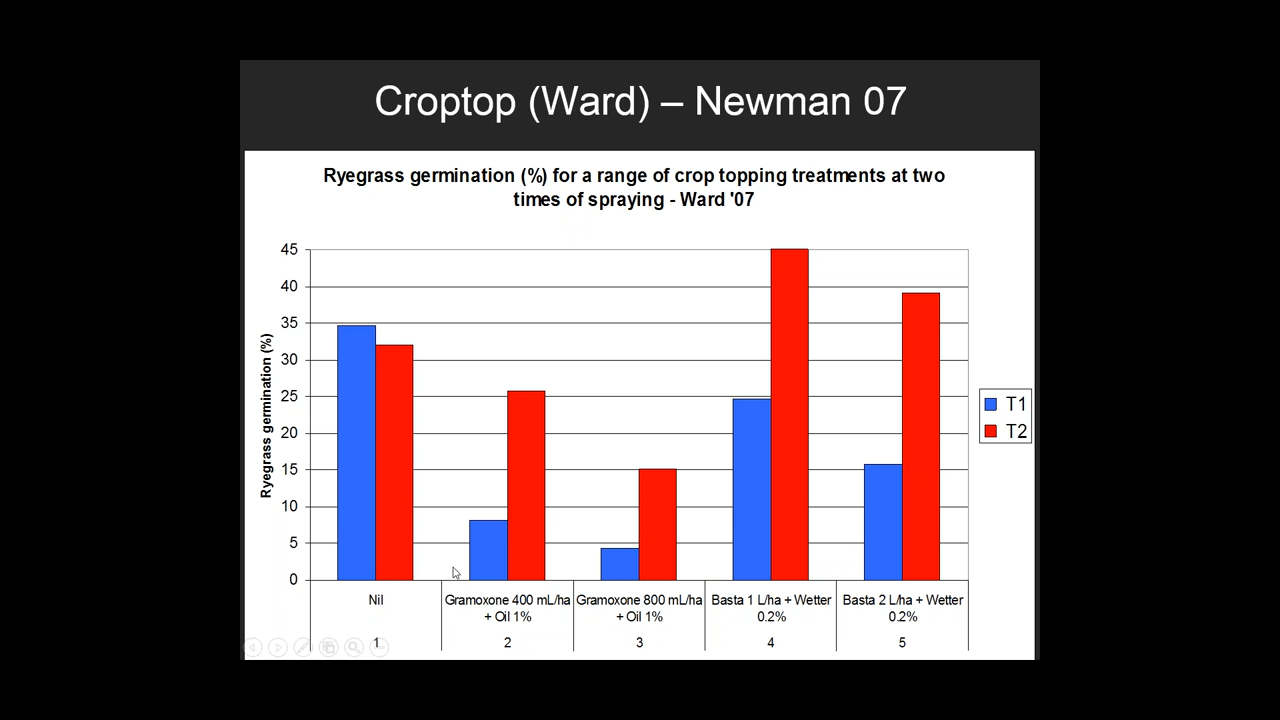 Croptop (Ward) – Newman 07
Ryegrass germination (%) for a range of crop topping treatments at two
times of spraying - Ward '07
Ryegrass germination (%)
45
40
35
30
25
20
15
10
5
0
T1
T2
Nil
Gramoxone 400 mL/ha
+ Oil 1%
Gramoxone 800 mL/ha
+ Oil 1%
Basta 1 L/ha + Wetter
0.2%
Basta 2 L/ha + Wetter
0.2%
1
2
3
4
5